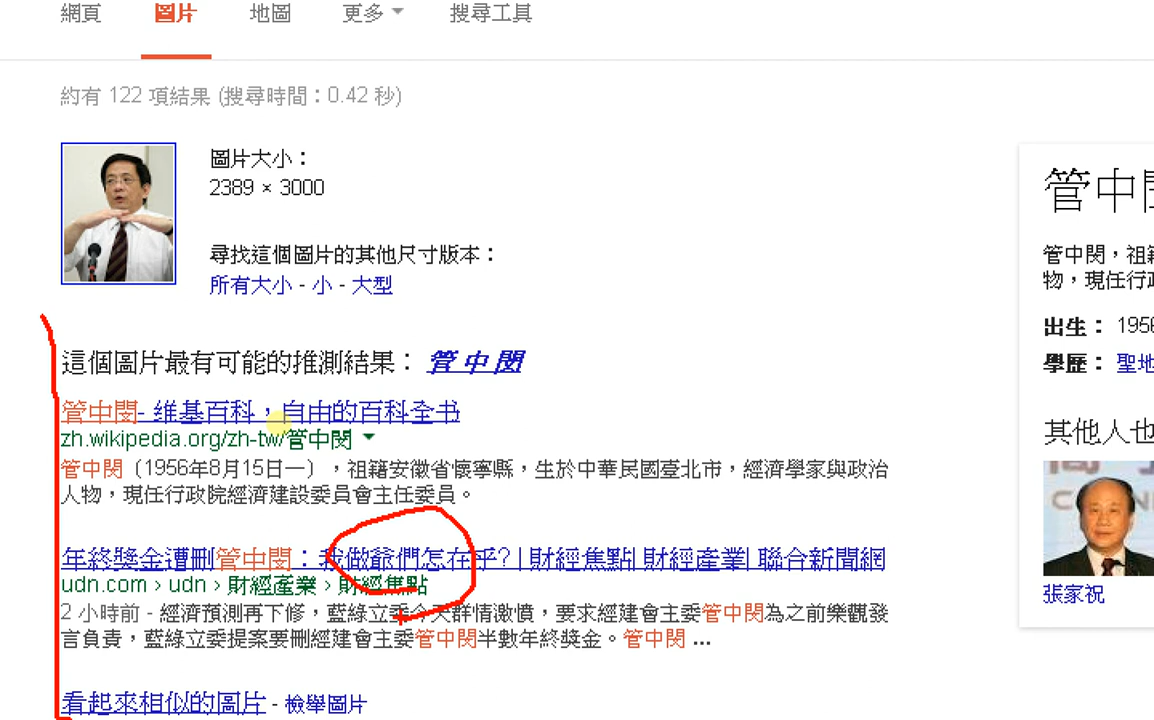 網頁 圖片 地圖 更多 搜尋工具
約有 122 項結果 (搜尋時間：0.42 秒)
圖片大小：
2389 × 3000
尋找這個圖片的其他尺寸版本：
所有大小 - 小 - 大型
這個圖片最有可能的推測結果： 管中閔
管中閔- 维基百科，自由的百科全书
zh.wikipedia.org/zh-tw/管中閔
管中閔（1956年8月15日一），祖籍安徽省懷寧縣，生於中華民國臺北市，經濟學家與政治
人物，現任行政院經濟建設委員會主任委員。
年終獎金遭刪管中閔：我做爺們怎在乎? | 財經焦點| 財經產業| 聯合新聞網
udn.com › udn › 財經產業 › 財經焦點
2 小時前 - 經濟預測再下修，藍綠立委今天群情激憤，要求經建會主委管中閔為之前樂觀發
言負責，藍綠立委提案要刪經建會主委管中閔半數年終獎金。管中閔 ...
看起來相似的圖片 - 檢舉圖片
管中
管中閔，祖
物，現任行
出生： 195
學歷： 聖地
其他人也
張家祝